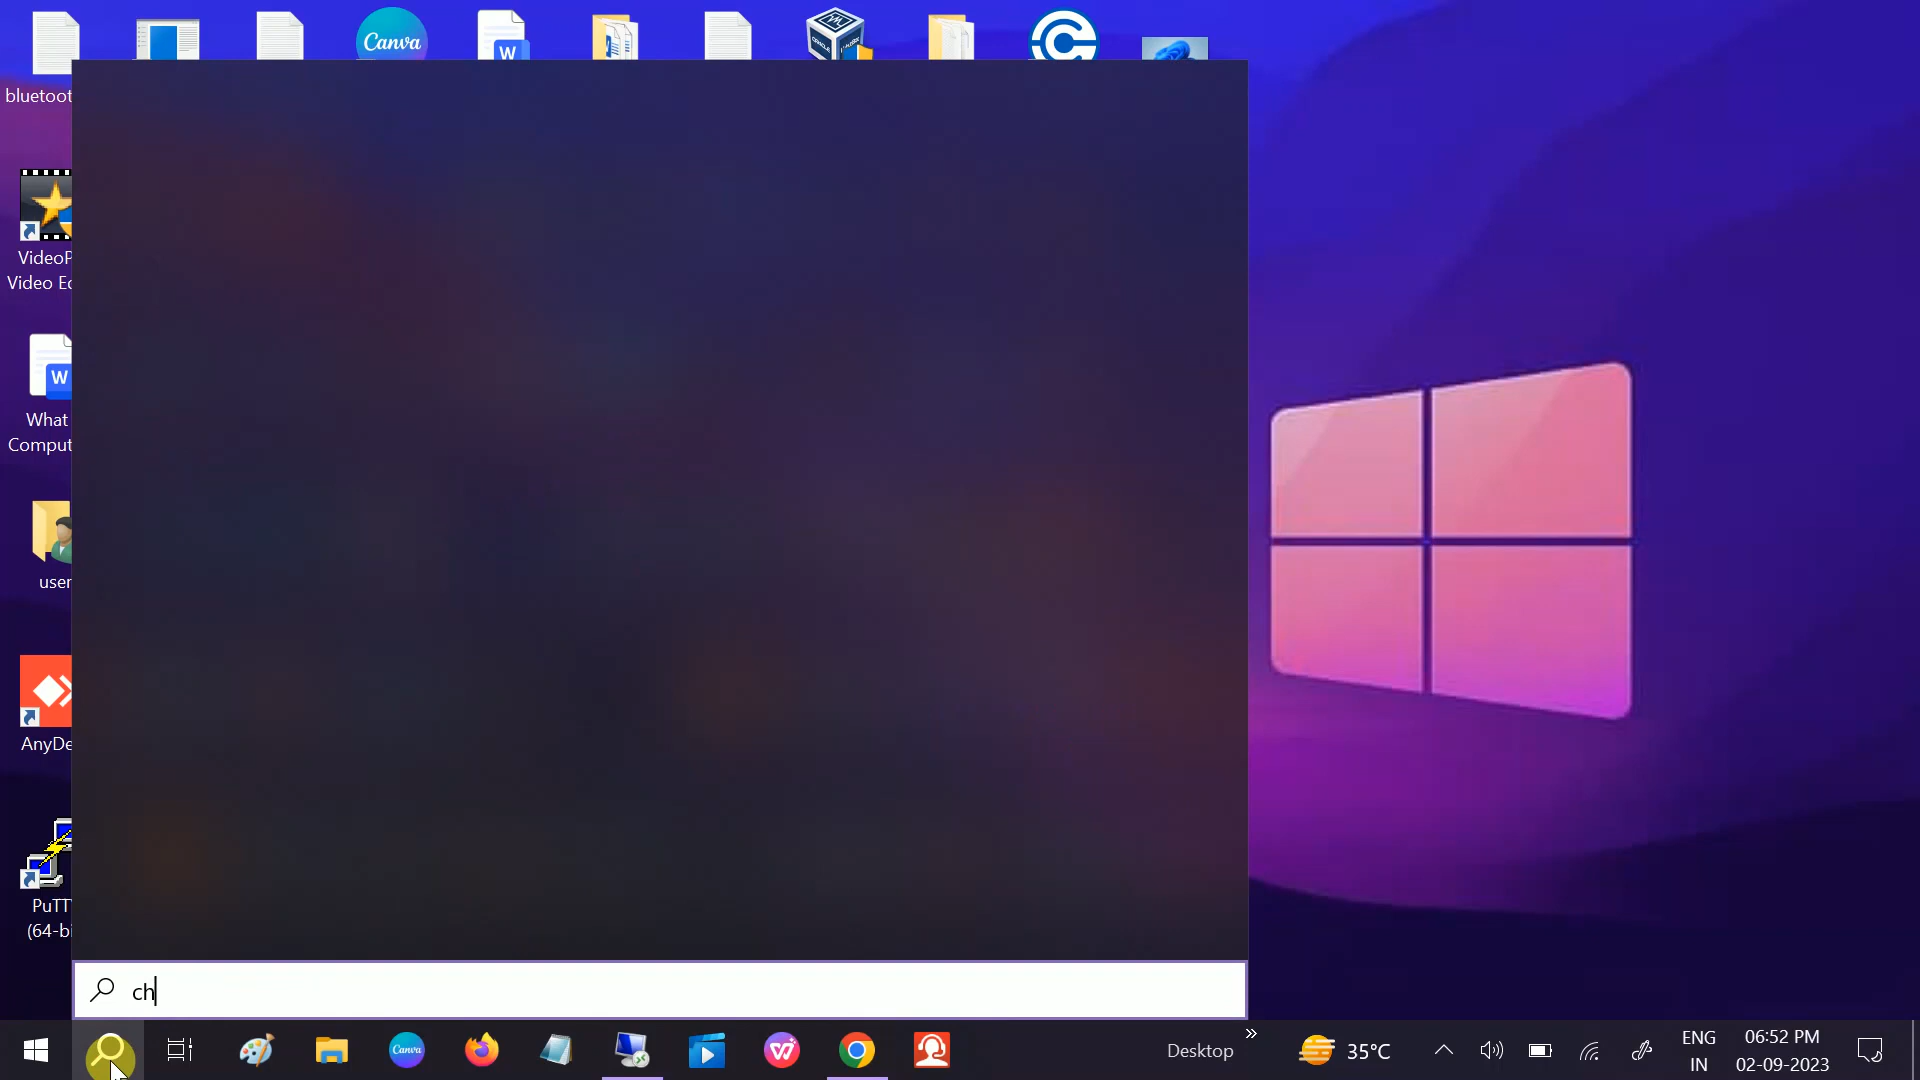 Canva
W
bluetoot
VideoP
Video Ec
W
What
Comput
user
AnyDe
PuTT
(64-bi
ch
Canva
Desktop
35°C
ENG
IN
06:52 PM
02-09-2023